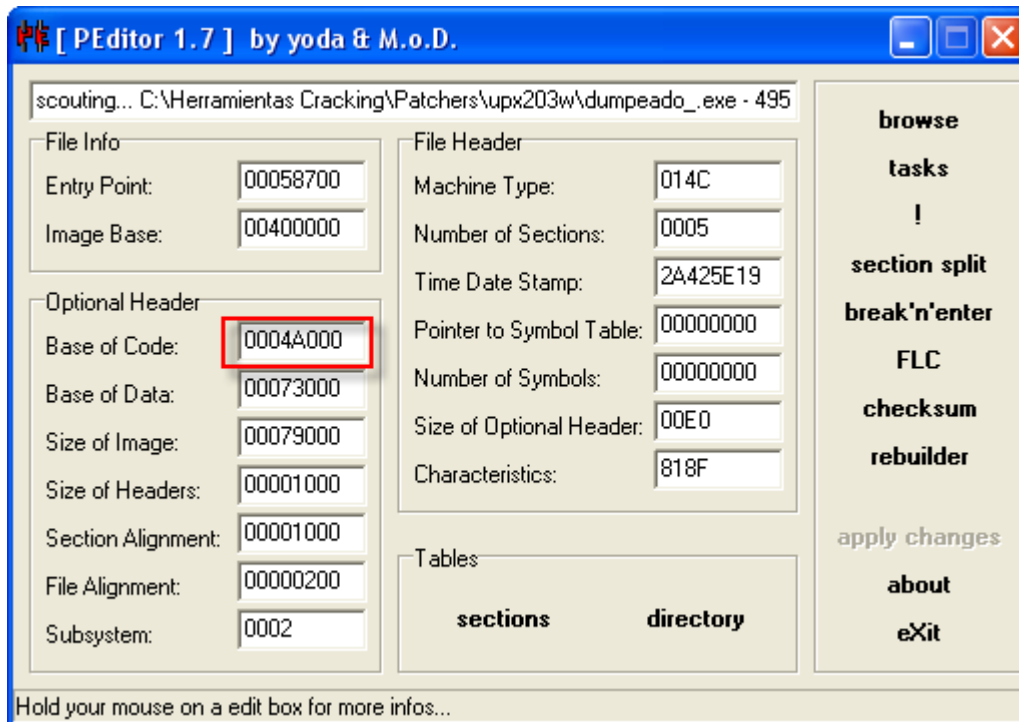 [ PEditor 1.7 ] by yoda & M.o.D.
scouting... C:\Herramientas Cracking\Patchers\upx203w\dumpeado_.exe - 495
File Info
Entry Point: 00058700
Image Base: 00400000
Optional Header
Base of Code: 0004A000
Base of Data: 00073000
Size of Image: 00079000
Size of Headers: 00001000
Section Alignment: 00001000
File Alignment: 00000200
Subsystem: 0002
File Header
Machine Type: 014C
Number of Sections: 0005
Time Date Stamp: 2A425E19
Pointer to Symbol Table: 00000000
Number of Symbols: 00000000
Size of Optional Header: 00E0
Characteristics: 818F
Tables
sections directory
browse
tasks
!
section split
break'n'enter
FLC
checksum
rebuilder
apply changes
about
eXit
Hold your mouse on a edit box for more infos...